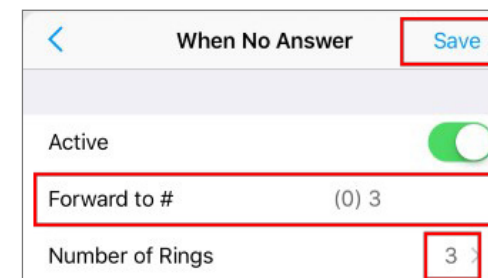 When No Answer Save
Active
Forward to # (0) 3
Number of Rings 3